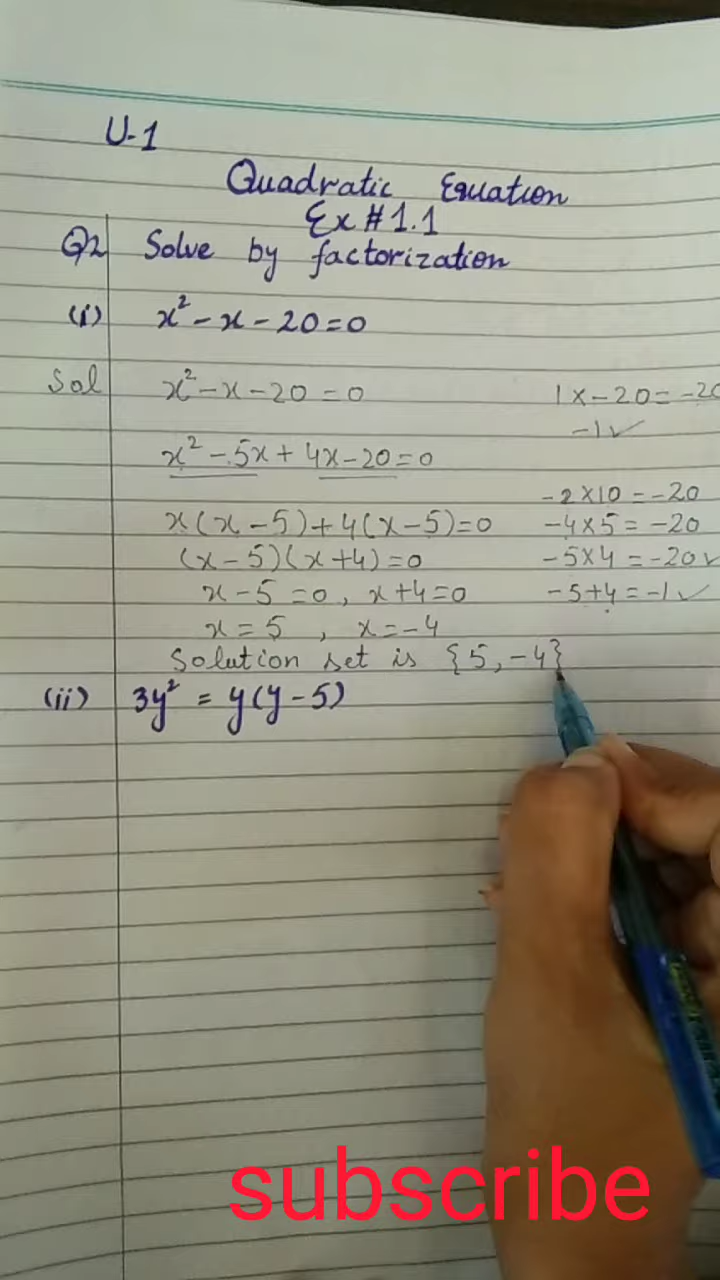 U-1
Quadratic Equation
Ex # 1.1
Q2 Solve by factorization
(i) x² - x - 20 = 0
Sol x² - x - 20 = 0
1 x - 20 = -20
-1 ✓
x² - 5x + 4x - 20 = 0
-2 x 10 = -20
x(x - 5) + 4(x - 5) = 0
-4 x 5 = -20
(x - 5)(x + 4) = 0
-5 x 4 = -20 ✓
x - 5 = 0, x + 4 = 0
-5 + 4 = -1 ✓
x = 5, x = -4
Solution set is {5, -4}
(ii) 3y² = y(y - 5)
subscribe